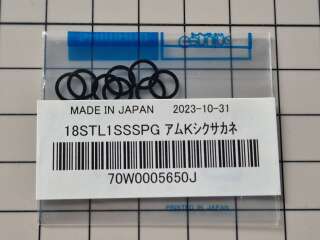 MADE IN JAPAN 2023-10-31
18STL1SSSPG アムKシクサカネ
70W0005650J
PRINTED IN JAPAN